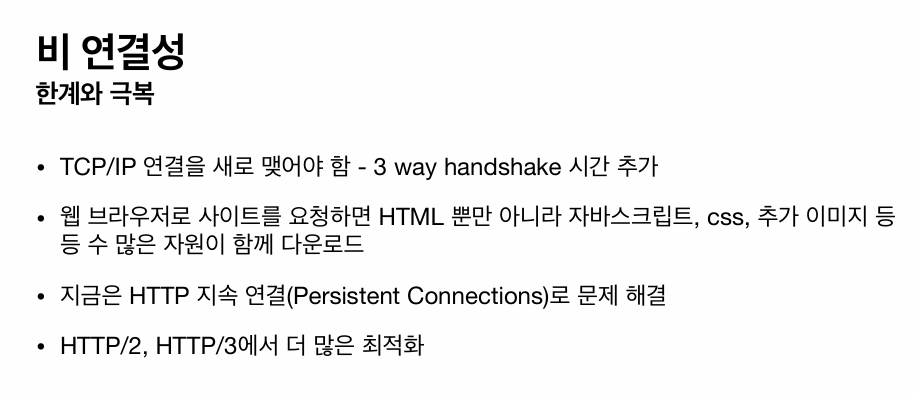 비 연결성
한계와 극복
• TCP/IP 연결을 새로 맺어야 함 - 3 way handshake 시간 추가
• 웹 브라우저로 사이트를 요청하면 HTML 뿐만 아니라 자바스크립트, css, 추가 이미지 등
등 수 많은 자원이 함께 다운로드
• 지금은 HTTP 지속 연결(Persistent Connections)로 문제 해결
• HTTP/2, HTTP/3에서 더 많은 최적화